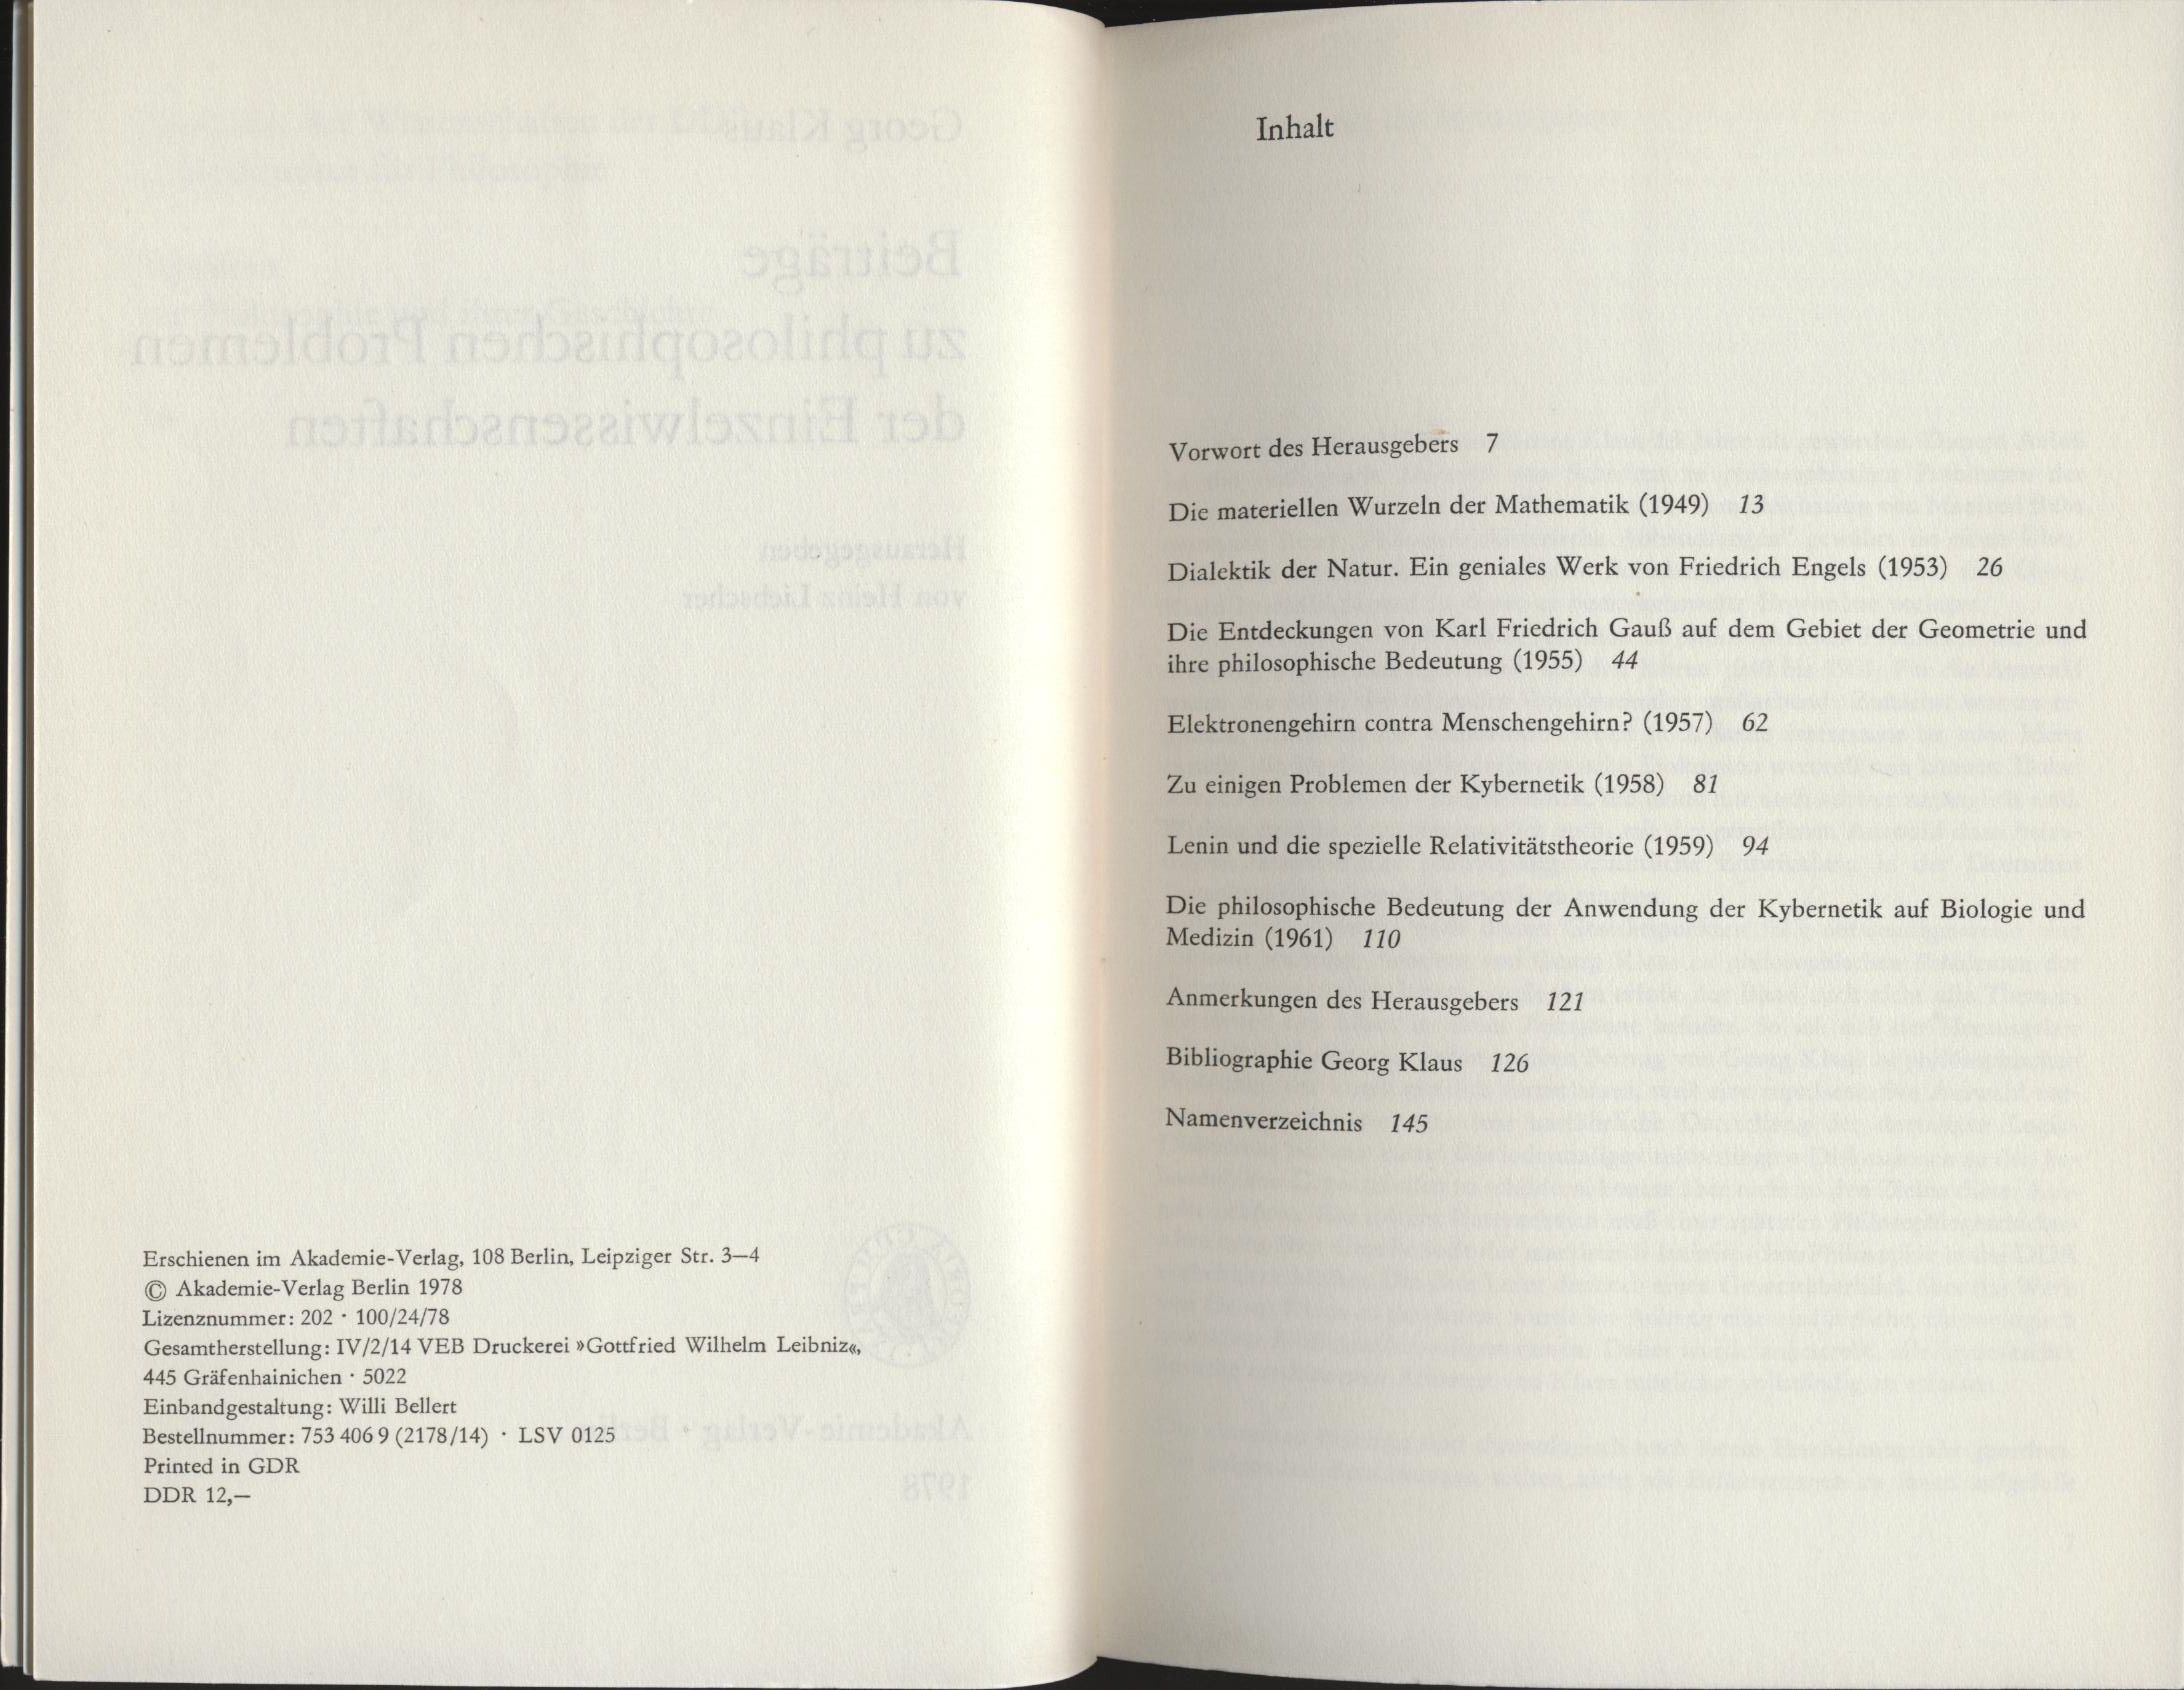 Erschienen im Akademie-Verlag, 108 Berlin, Leipziger Str. 3—4
© Akademie-Verlag Berlin 1978
Lizenznummer: 202 · 100/24/78
Gesamtherstellung: IV/2/14 VEB Druckerei »Gottfried Wilhelm Leibniz«,
445 Gräfenhainichen · 5022
Einbandgestaltung: Willi Bellert
Bestellnummer: 753 406 9 (2178/14) · LSV 0125
Printed in GDR
DDR 12,—
Inhalt
Vorwort des Herausgebers 7
Die materiellen Wurzeln der Mathematik (1949) 13
Dialektik der Natur. Ein geniales Werk von Friedrich Engels (1953) 26
Die Entdeckungen von Karl Friedrich Gauß auf dem Gebiet der Geometrie und
ihre philosophische Bedeutung (1955) 44
Elektronengehirn contra Menschengehirn? (1957) 62
Zu einigen Problemen der Kybernetik (1958) 81
Lenin und die spezielle Relativitätstheorie (1959) 94
Die philosophische Bedeutung der Anwendung der Kybernetik auf Biologie und
Medizin (1961) 110
Anmerkungen des Herausgebers 121
Bibliographie Georg Klaus 126
Namenverzeichnis 145